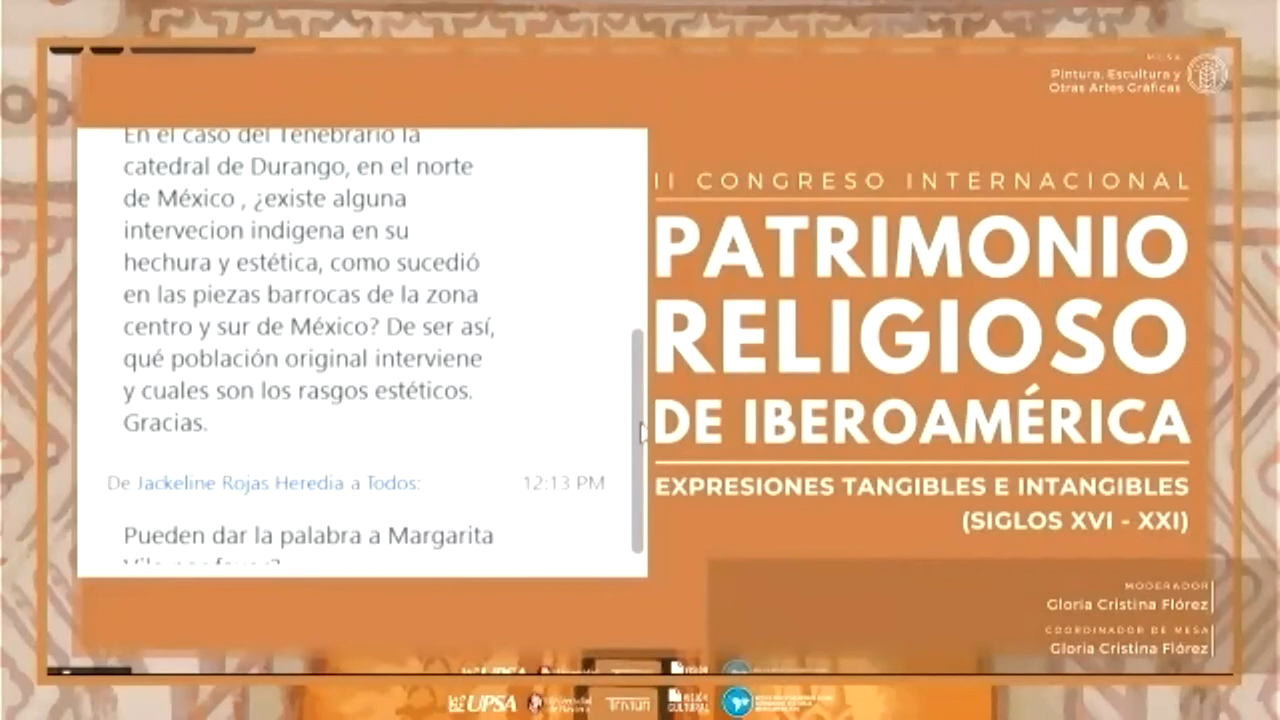 MESA
Pintura, Escultura y
Otras Artes Gráficas
En el caso del Tenebrario la
catedral de Durango, en el norte
de México , ¿existe alguna
intervecion indigena en su
hechura y estética, como sucedió
en las piezas barrocas de la zona
centro y sur de México? De ser así,
qué población original interviene
y cuales son los rasgos estéticos.
Gracias.
De Jackeline Rojas Heredia a Todos:
12:13 PM
Pueden dar la palabra a Margarita
II CONGRESO INTERNACIONAL
PATRIMONIO
RELIGIOSO
DE IBEROAMÉRICA
EXPRESIONES TANGIBLES E INTANGIBLES
(SIGLOS XVI - XXI)
MODERADOR
Gloria Cristina Flórez
COORDINADOR DE MESA
Gloria Cristina Flórez
UPSA